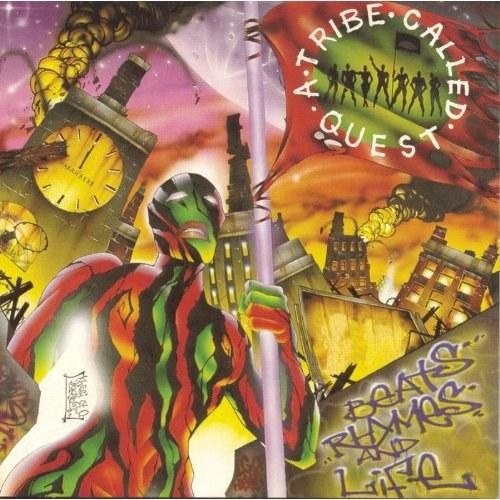 A·TRIBE·CALLED·
QUEST·
BEATS
RHYMES
AND
LIFE